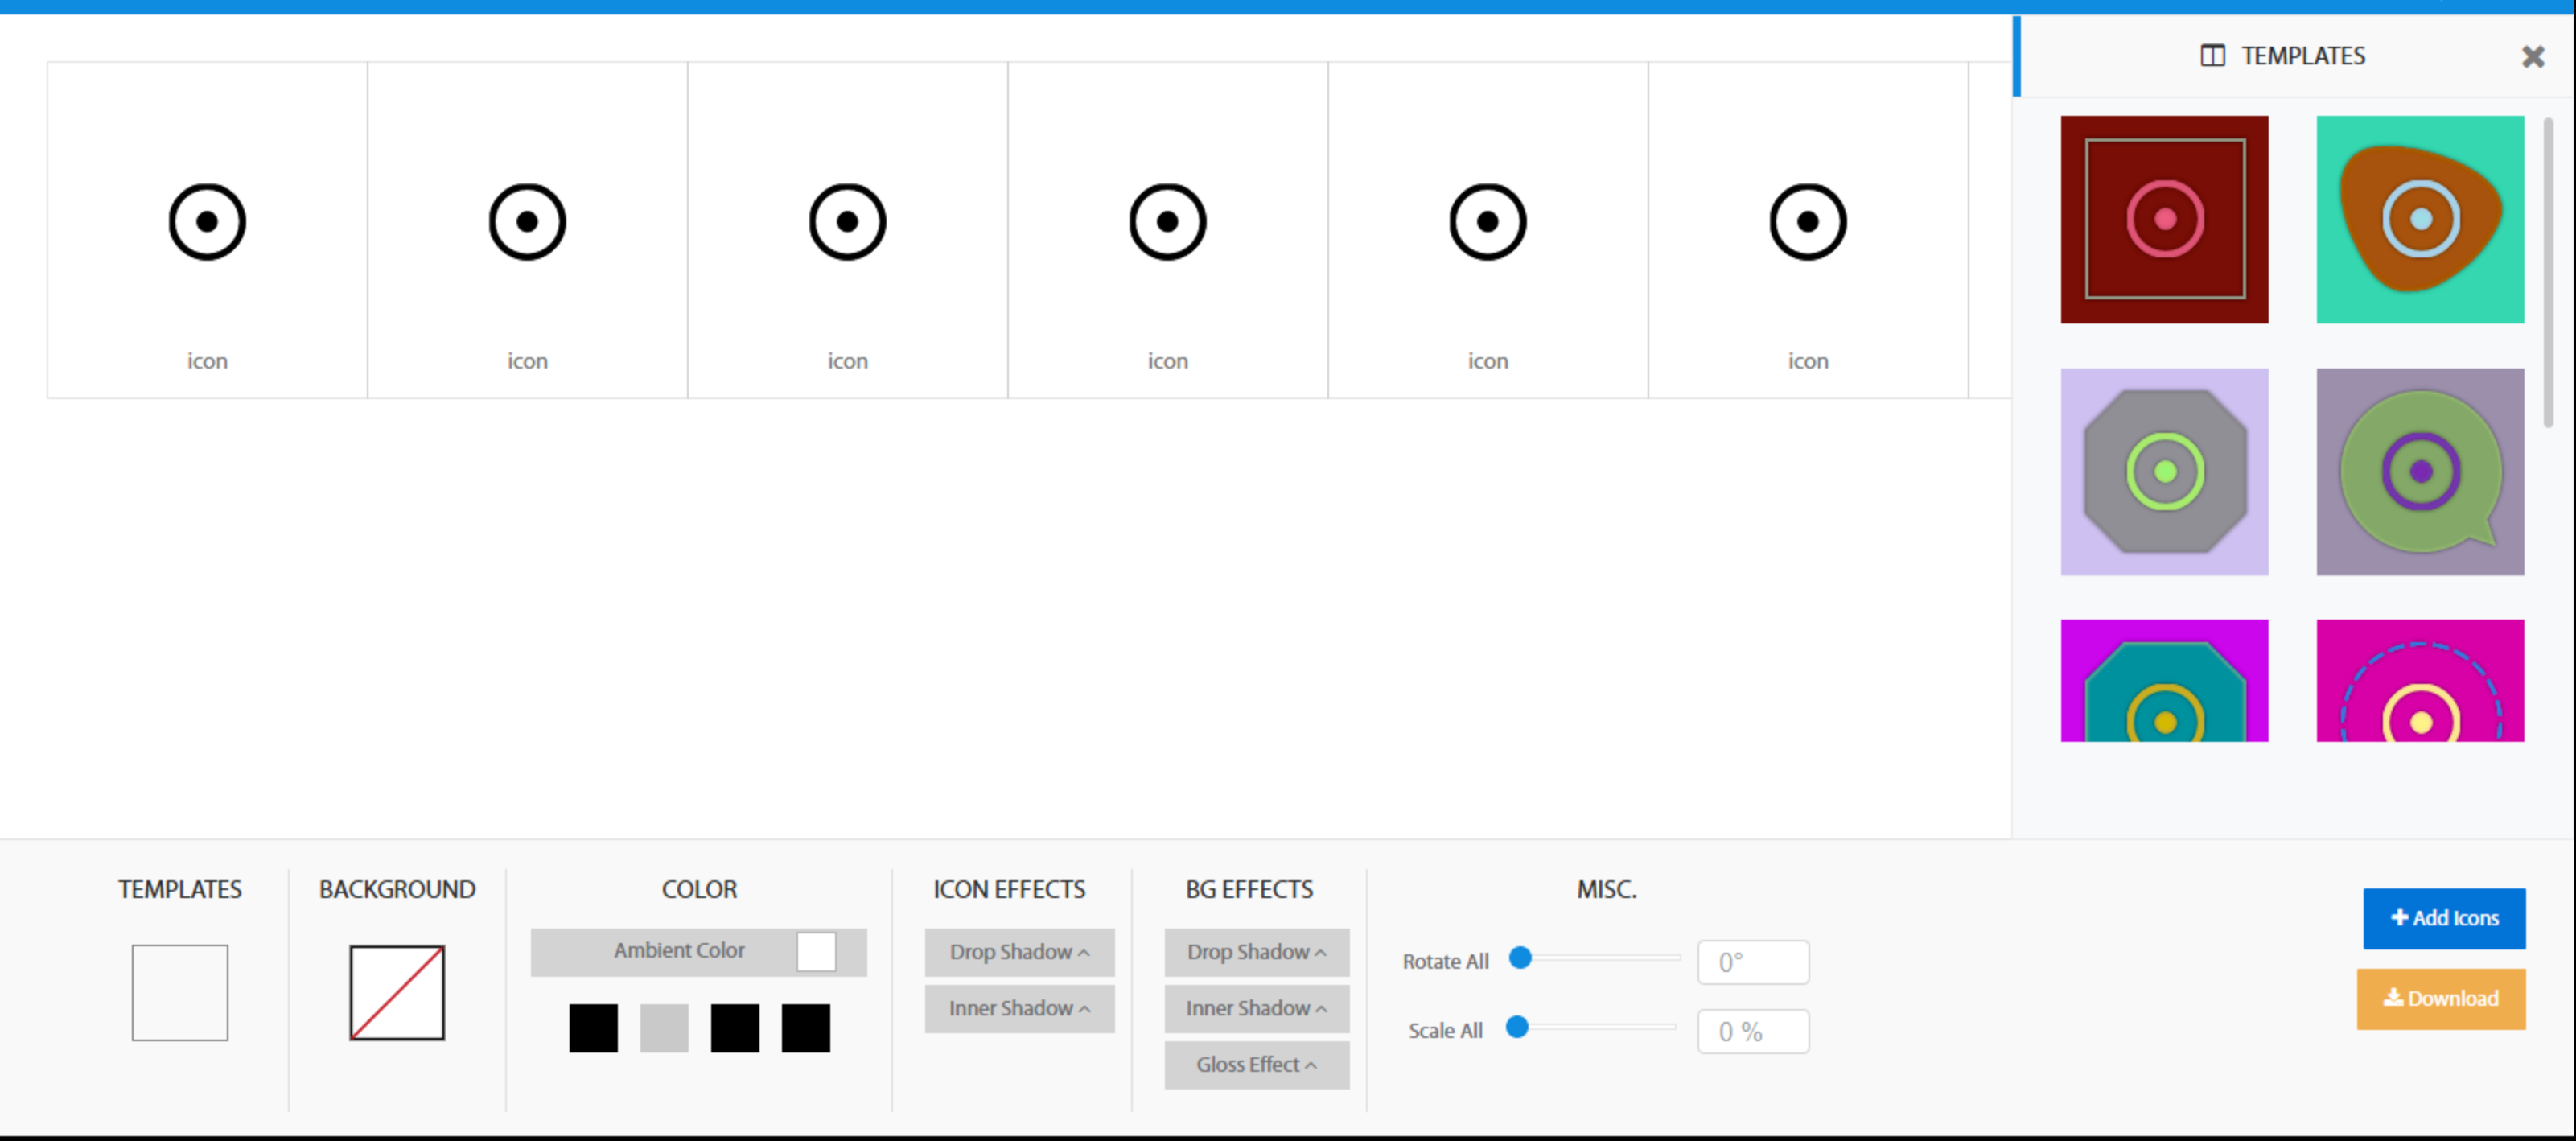 TEMPLATES
icon icon icon icon icon icon
TEMPLATES BACKGROUND COLOR ICON EFFECTS BG EFFECTS MISC.
Ambient Color
Drop Shadow
Inner Shadow
Drop Shadow
Inner Shadow
Gloss Effect
Rotate All 0°
Scale All 0 %
Add Icons
Download